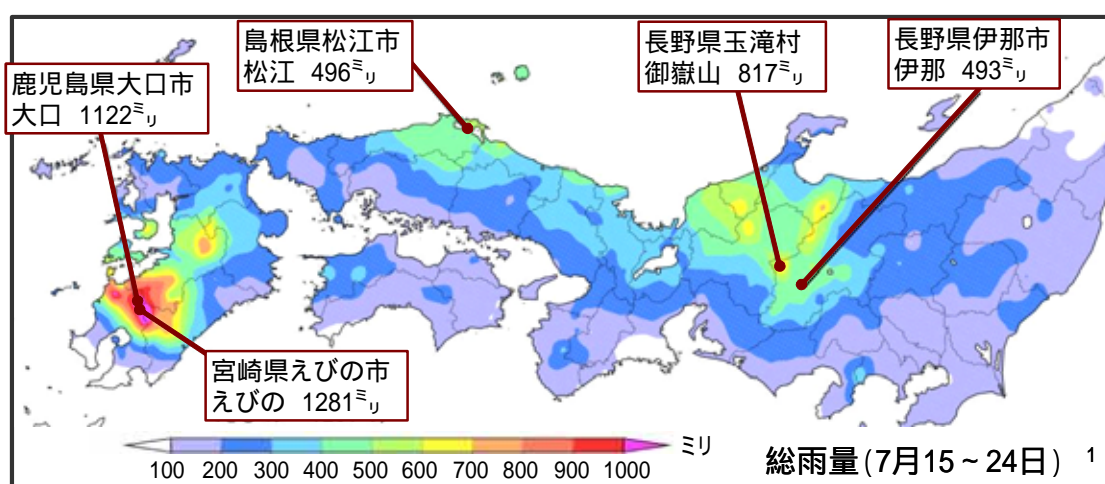 島根県松江市
松江 496ミリ
長野県玉滝村
御嶽山 817ミリ
長野県伊那市
伊那 493ミリ
鹿児島県大口市
大口 1122ミリ
宮崎県えびの市
えびの 1281ミリ
ミリ
100 200 300 400 500 600 700 800 900 1000
総雨量(7月15~24日) 1